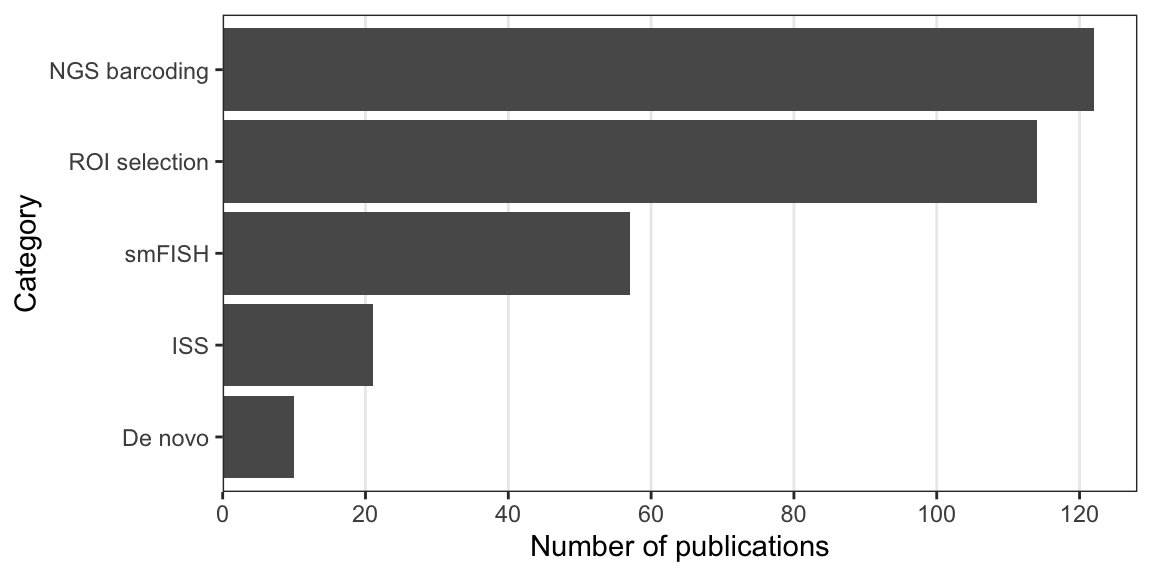 Category
NGS barcoding
ROI selection
smFISH
ISS
De novo
0 20 40 60 80 100 120
Number of publications